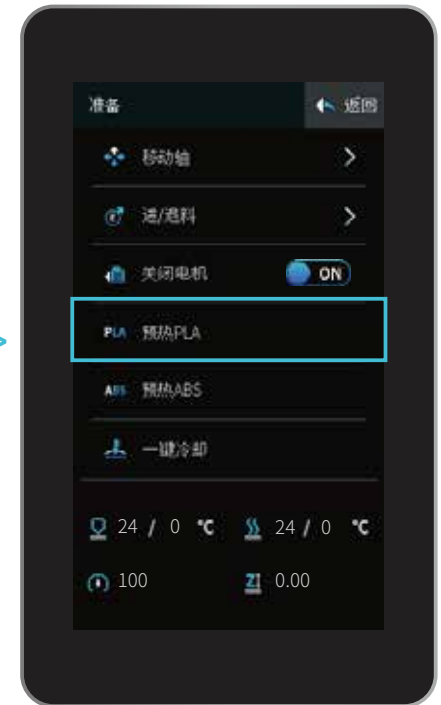 准备 返回
移动轴
进/退料
关闭电机 ON
PLA 预热PLA
ABS 预热ABS
一键冷却
24 / 0 ℃ 24 / 0 ℃
100 Z 0.00